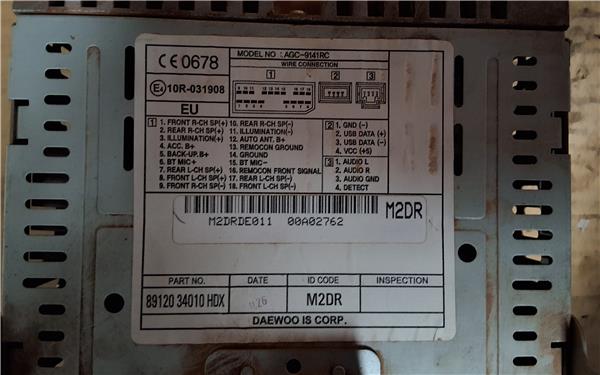 CE0678
MODEL NO : AGC-9141RC
WIRE CONNECTION
1 2 3
E4 10R-031908
EU
1 1. FRONT R-CH SP(+) 10. REAR R-CH SP(-)
2. REAR R-CH SP(+) 11. ILLUMINATION(-)
3. ILLUMINATION(+) 12. AUTO ANT. B+
4. ACC. B+ 13. REMOCON GROUND
5. BACK-UP. B+ 14. GROUND
6. BT MIC+ 15. BT MIC-
7. REAR L-CH SP(+) 16. REMOCON FRONT SIGNAL
8. FRONT L-CH SP(+) 17. REAR L-CH SP(-)
9. FRONT R-CH SP(-) 18. FRONT L-CH SP(-)
2 1. GND (-)
2. USB DATA (+)
3. USB DATA (-)
4. VCC (+5)
3 1. AUDIO L
2. AUDIO R
3. AUDIO GND
4. DETECT
M2DR
M2DRDE011 00A02762
PART NO. DATE ID CODE INSPECTION
89120 34010 HDX M2DR
DAEWOO IS CORP.